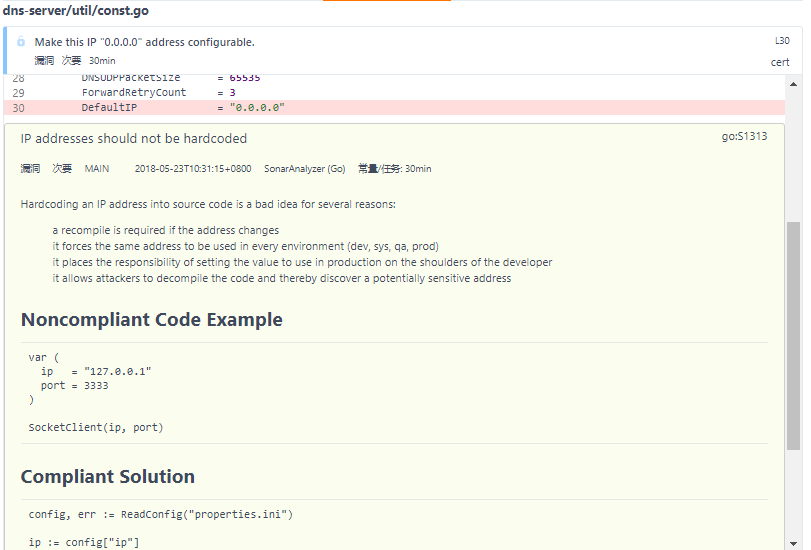 dns-server/util/const.go
Make this IP "0.0.0.0" address configurable.
L30
漏洞 次要 30min
cert
28 DNSUDPPacketSize = 65535
29 ForwardRetryCount = 3
30 DefaultIP = "0.0.0.0"
IP addresses should not be hardcoded
go:S1313
漏洞 次要 MAIN 2018-05-23T10:31:15+0800 SonarAnalyzer (Go) 常量/任务: 30min
Hardcoding an IP address into source code is a bad idea for several reasons:
a recompile is required if the address changes
it forces the same address to be used in every environment (dev, sys, qa, prod)
it places the responsibility of setting the value to use in production on the shoulders of the developer
it allows attackers to decompile the code and thereby discover a potentially sensitive address
Noncompliant Code Example
var (
ip = "127.0.0.1"
port = 3333
)
SocketClient(ip, port)
Compliant Solution
config, err := ReadConfig("properties.ini")
ip := config["ip"]